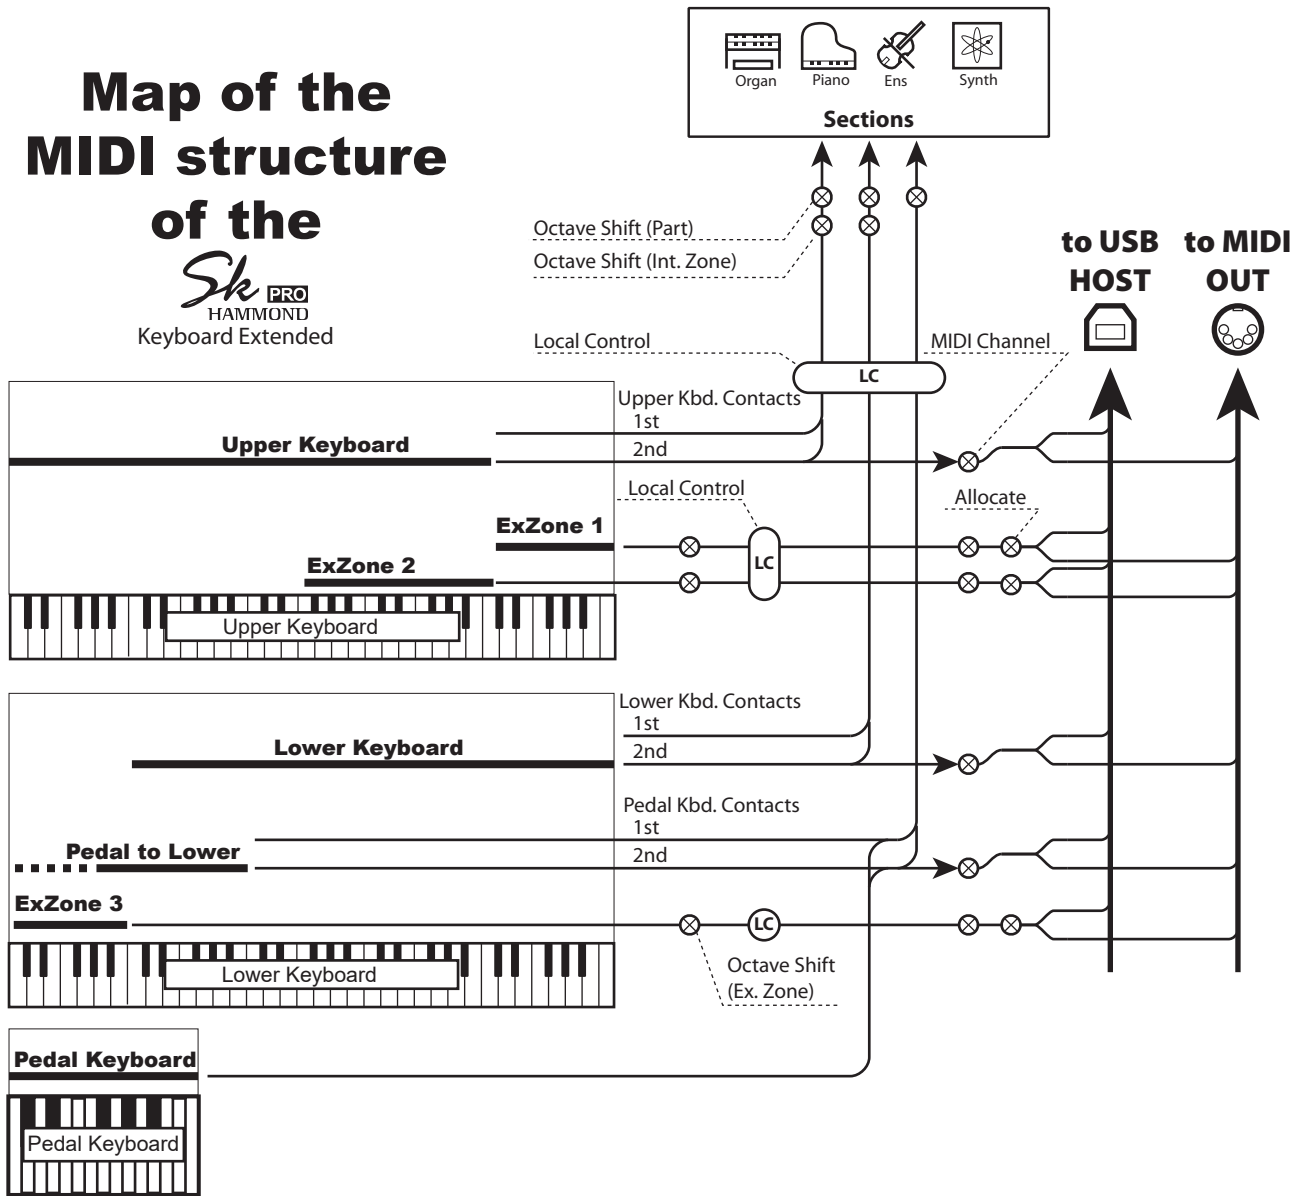 Map of the
MIDI structure
of the
Sk PRO
HAMMOND
Keyboard Extended
Organ
Piano
Ens
Synth
Sections
Octave Shift (Part)
Octave Shift (Int. Zone)
to USB
HOST
to MIDI
OUT
Local Control
MIDI Channel
LC
Upper Kbd. Contacts
1st
2nd
Upper Keyboard
Local Control
Allocate
ExZone 1
ExZone 2
LC
Upper Keyboard
Lower Kbd. Contacts
1st
2nd
Lower Keyboard
Pedal Kbd. Contacts
1st
2nd
Pedal to Lower
ExZone 3
LC
Lower Keyboard
Octave Shift
(Ex. Zone)
Pedal Keyboard
Pedal Keyboard